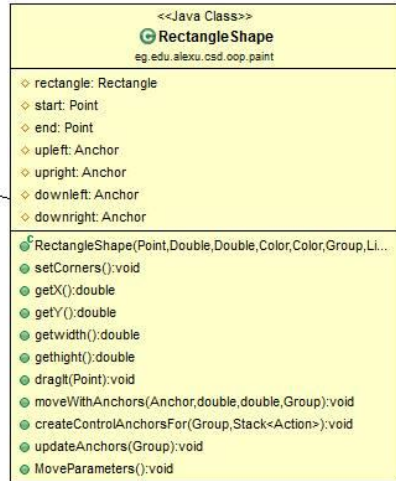 <<Java Class>>
RectangleShape
eg.edu.alexu.csd.oop.paint
rectangle: Rectangle
start: Point
end: Point
upleft: Anchor
upright: Anchor
downleft: Anchor
downright: Anchor
RectangleShape(Point,Double,Double,Color,Color,Group,Li...
setCorners():void
getX():double
getY():double
getwidth():double
gethight():double
dragIt(Point):void
moveWithAnchors(Anchor,double,double,Group):void
createControlAnchorsFor(Group,Stack<Action>):void
updateAnchors(Group):void
MoveParameters():void